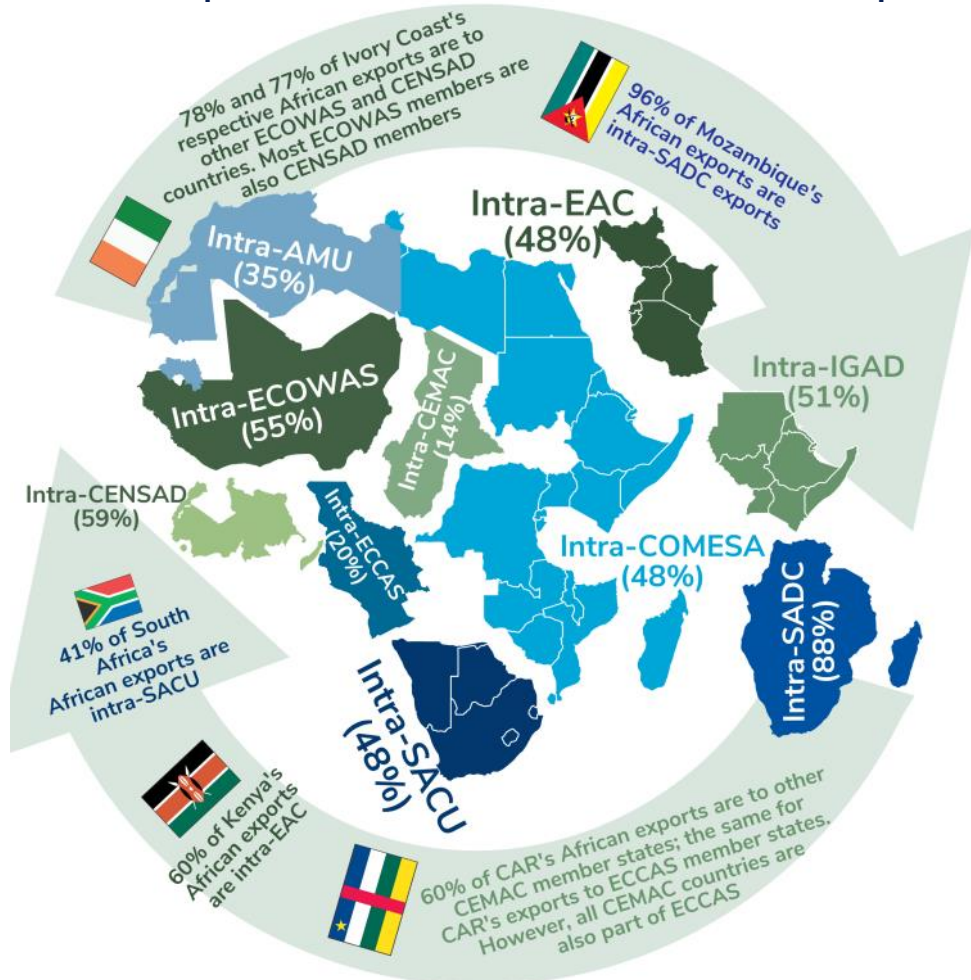 78% and 77% of Ivory Coast's
respective African exports are to
other ECOWAS and CENSAD
countries. Most ECOWAS members are
also CENSAD members
96% of Mozambique's
African exports are
intra-SADC exports
Intra-EAC
(48%)
Intra-AMU
(35%)
Intra-IGAD
(51%)
Intra-ECOWAS
(55%)
Intra-CEMAC
(14%)
Intra-CENSAD
(59%)
Intra-ECCAS
(20%)
Intra-COMESA
(48%)
Intra-SADC
(88%)
41% of South
Africa's
African exports are
intra-SACU
Intra-SACU
(48%)
60% of Kenya's
African exports
are intra-EAC
60% of CAR's African exports are to other
CEMAC member states; the same for
CAR's exports to ECCAS member states.
However, all CEMAC countries are
also part of ECCAS